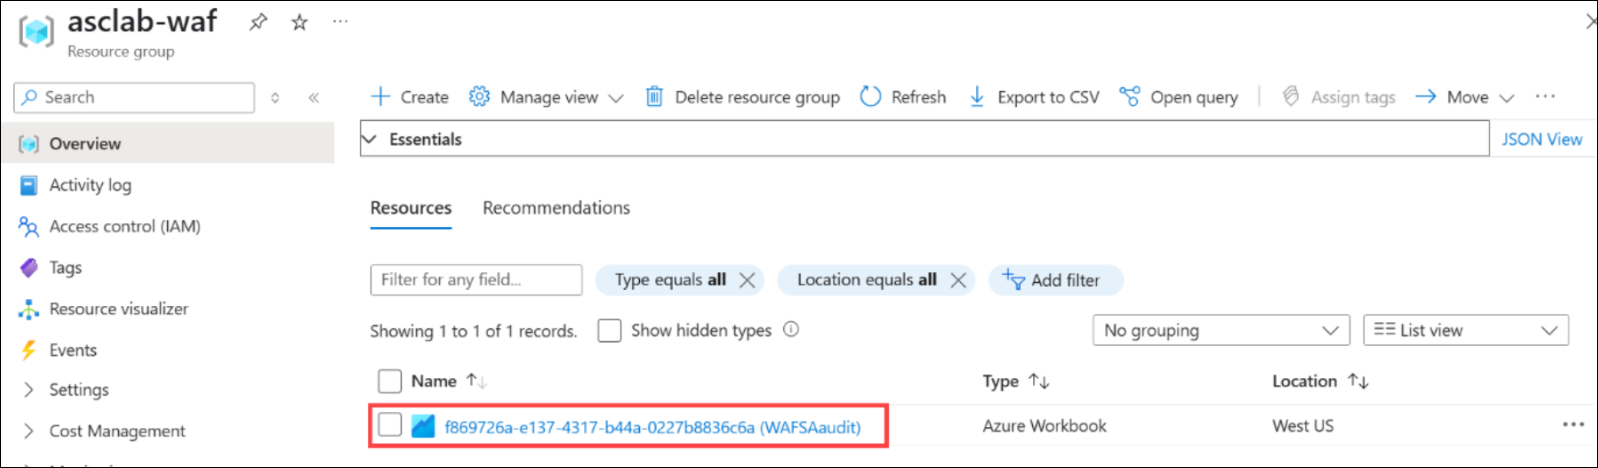 asclab-waf
Resource group
Search
Create
Manage view
Delete resource group
Refresh
Export to CSV
Open query
Assign tags
Move
Overview
Essentials
JSON View
Activity log
Access control (IAM)
Tags
Resource visualizer
Events
Settings
Cost Management
Resources
Recommendations
Filter for any field...
Type equals all
Location equals all
Add filter
Showing 1 to 1 of 1 records.
Show hidden types
No grouping
List view
Name
Type
Location
f869726a-e137-4317-b44a-0227b8836c6a (WAFSAaudit)
Azure Workbook
West US